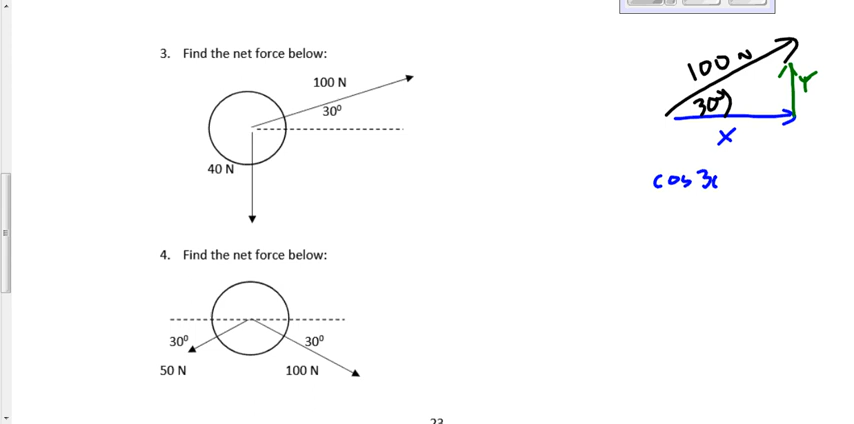 3. Find the net force below:
100 N
30⁰
40 N
4. Find the net force below:
30⁰
30⁰
50 N
100 N
100 N
30°
Y
X
cos 30